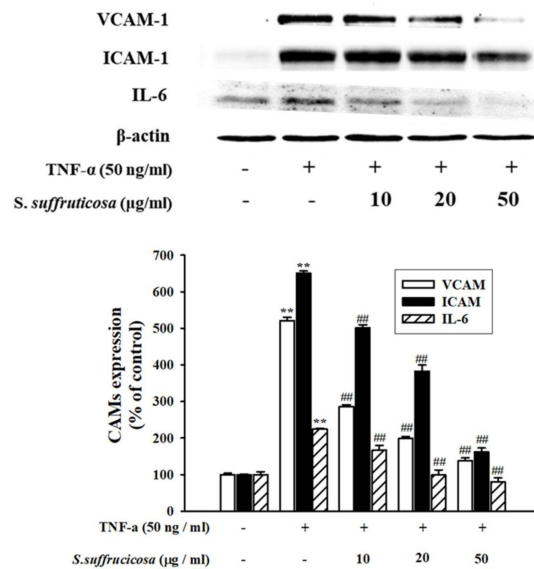 VCAM-1
ICAM-1
IL-6
β-actin
TNF-α (50 ng/ml) - + + + +
S. suffruticosa (μg/ml) - - 10 20 50
CAMs expression
(% of control)
700
600
500
400
300
200
100
0
VCAM
ICAM
IL-6
** ** **
## ## ##
## ## ##
## ## ##
TNF-a (50 ng / ml) - + + + +
S.suffrucicosa (μg / ml) - - 10 20 50